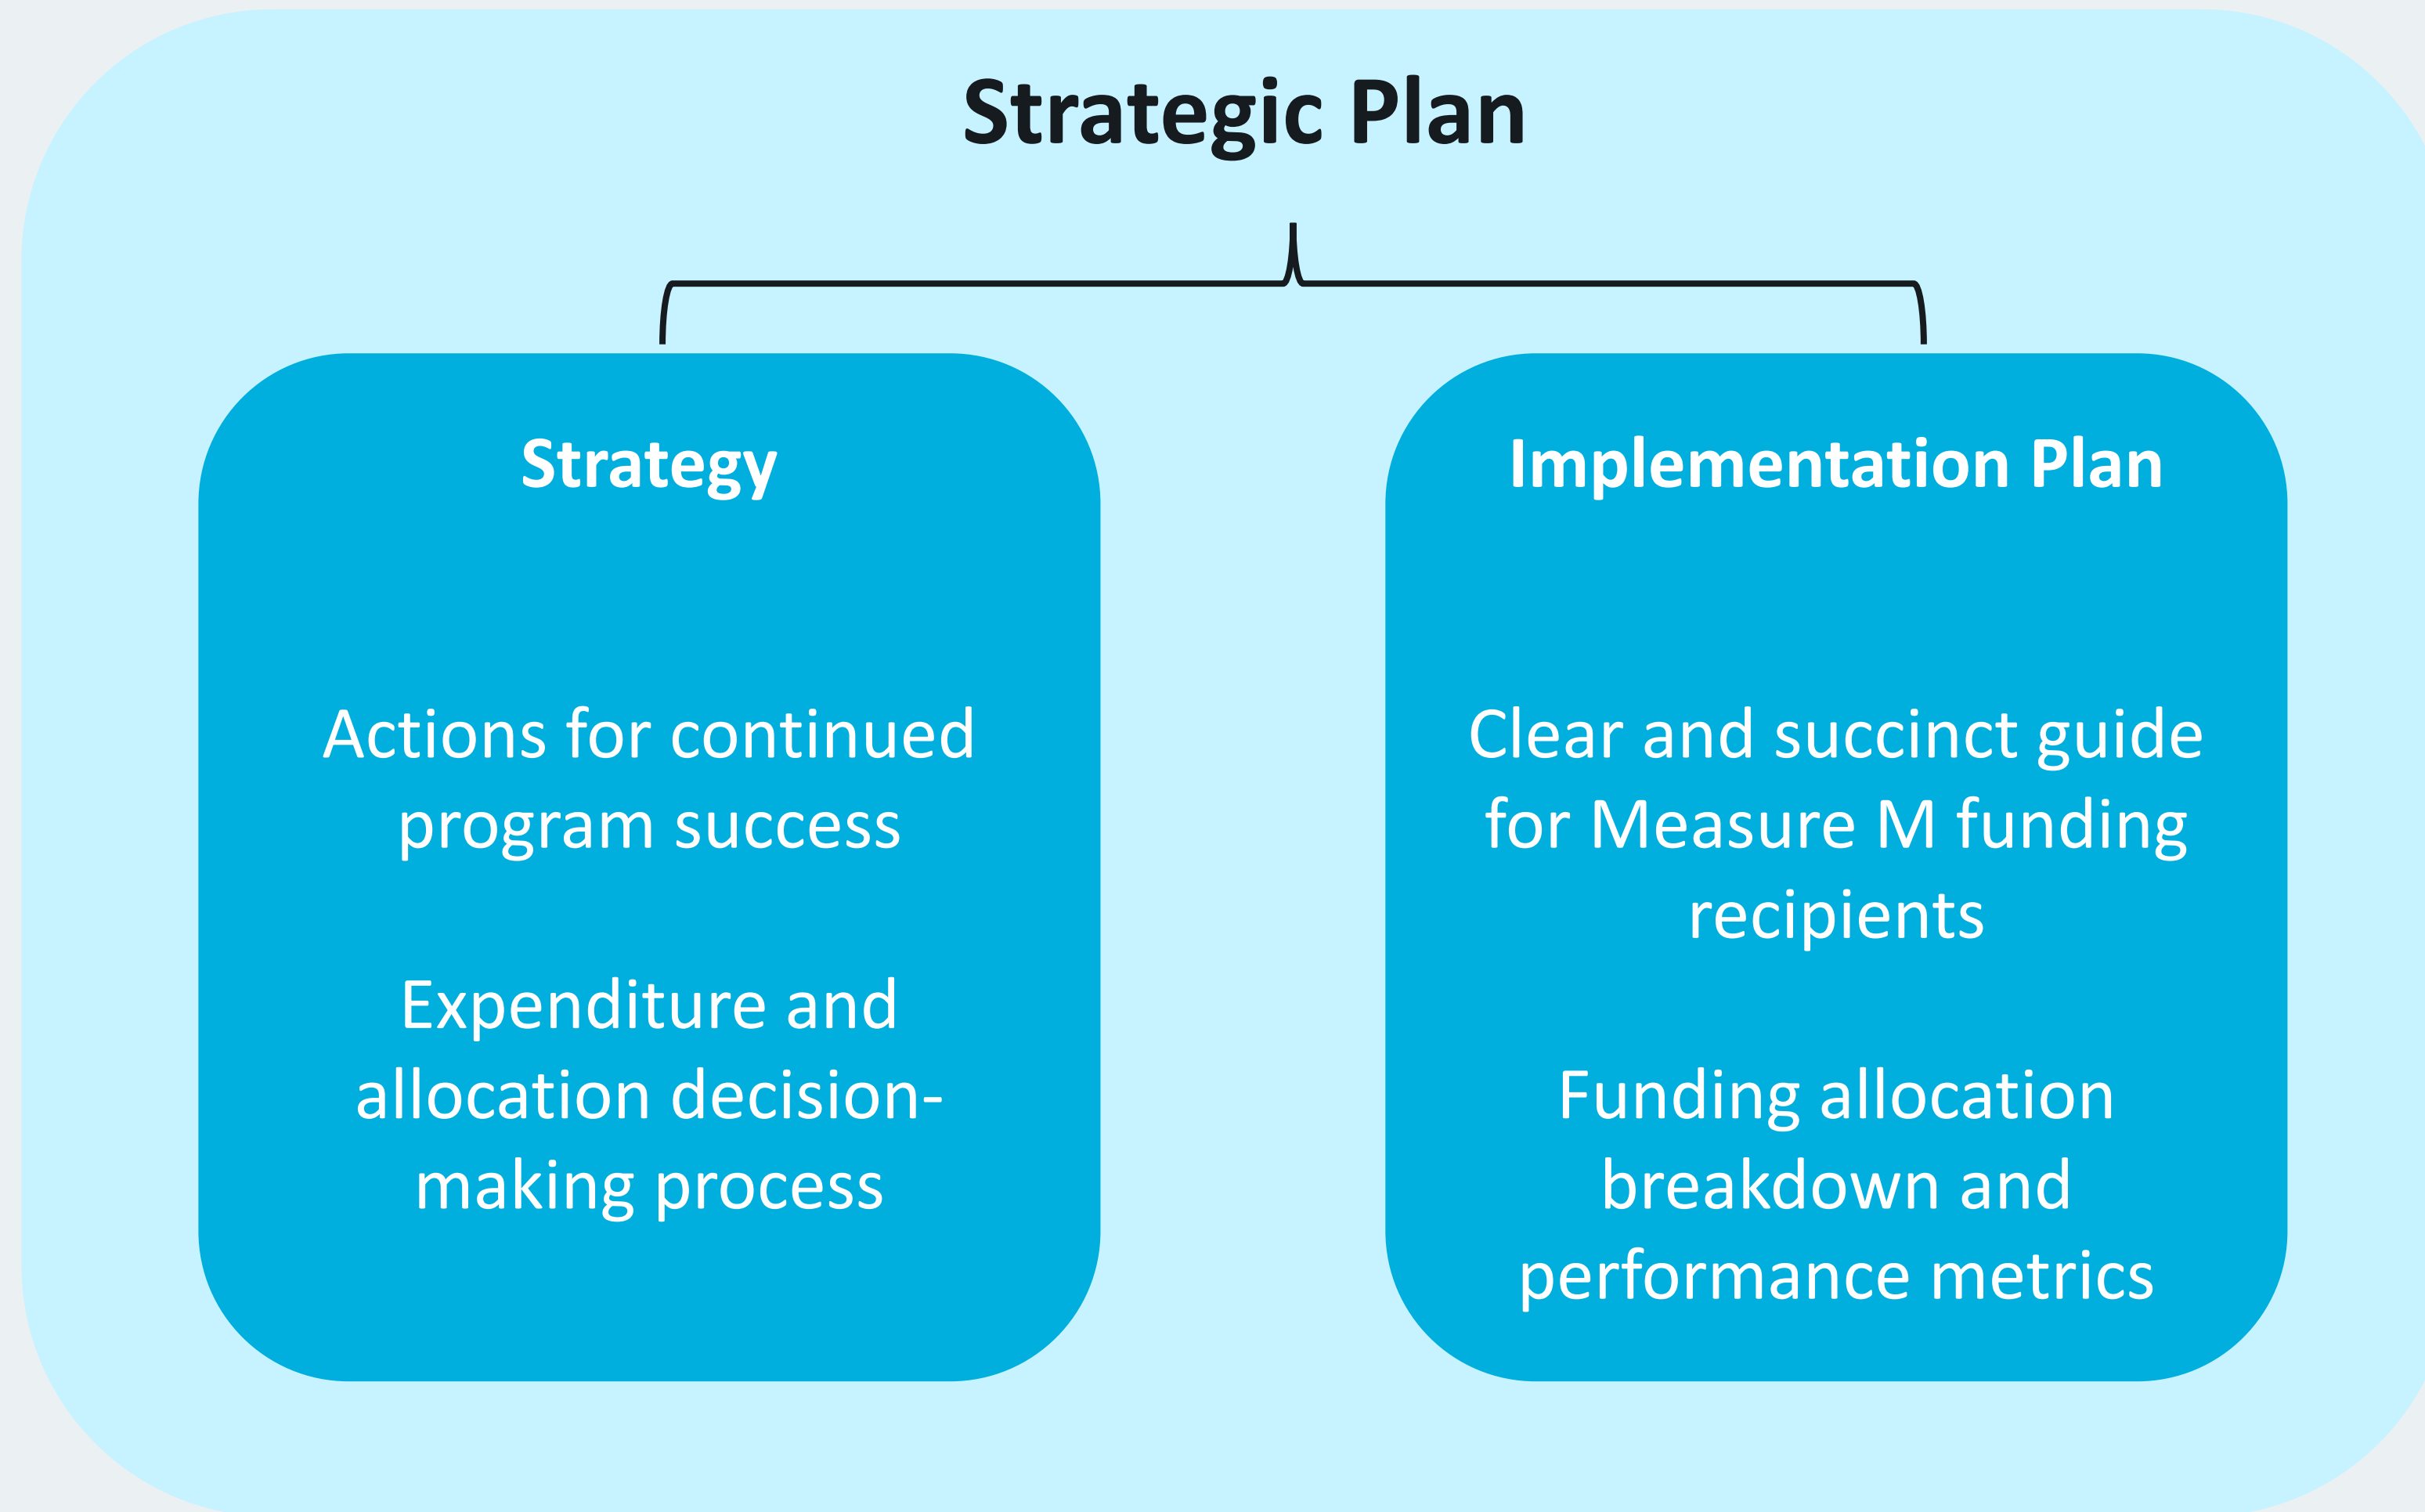 Strategic Plan
Strategy
Actions for continued
program success
Expenditure and
allocation decision-
making process
Implementation Plan
Clear and succinct guide
for Measure M funding
recipients
Funding allocation
breakdown and
performance metrics